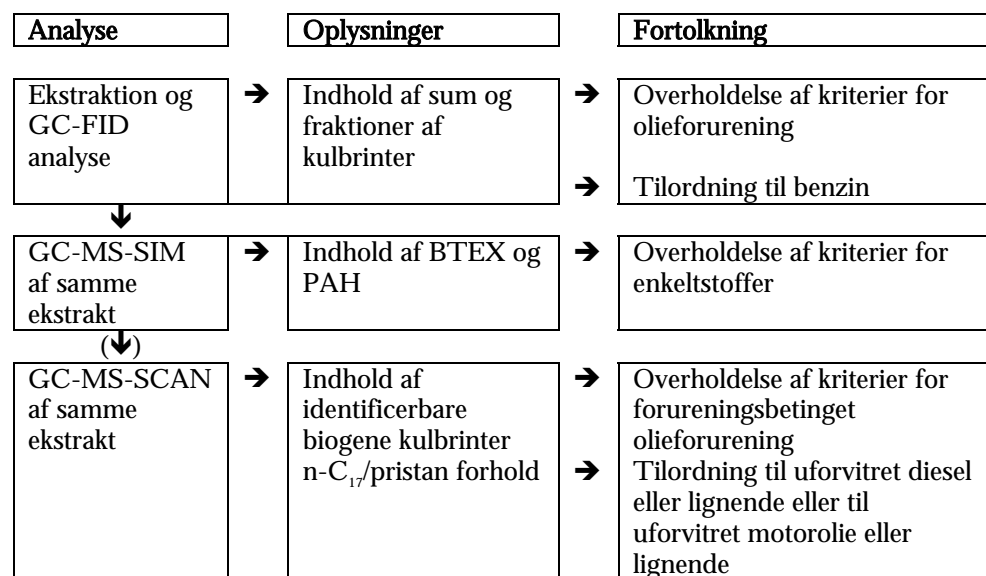 Analyse
Oplysninger
Fortolkning
Ekstraktion og
GC-FID
analyse
➔
Indhold af sum og
fraktioner af
kulbrinter
➔
Overholdelse af kriterier for
olieforurening
➔
Tilordning til benzin
🡻
GC-MS-SIM
af samme
ekstrakt
➔
Indhold af BTEX og
PAH
➔
Overholdelse af kriterier for
enkeltstoffer
(🡻)
GC-MS-SCAN
af samme
ekstrakt
➔
Indhold af
identificerbare
biogene kulbrinter
n-C₁₇/pristan forhold
➔
Overholdelse af kriterier for
forureningsbetinget
olieforurening
➔
Tilordning til uforvitret diesel
eller lignende eller til
uforvitret motorolie eller
lignende